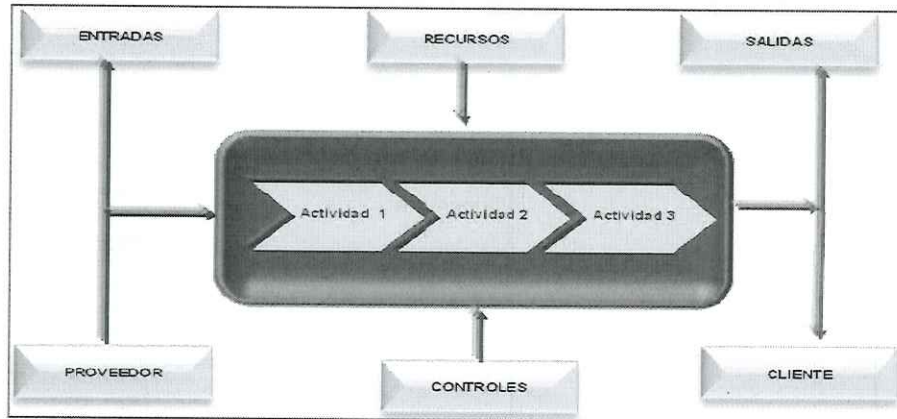 ENTRADAS
RECURSOS
SALIDAS
Actividad 1
Actividad 2
Actividad 3
PROVEEDOR
CONTROLES
CLIENTE